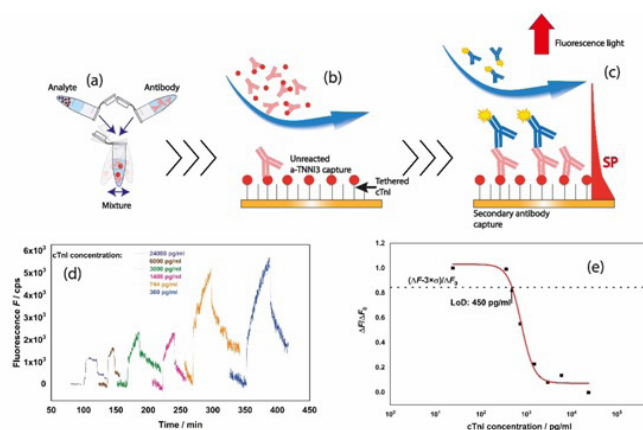 (a)
Analyte
Antibody
Mixture
(b)
Unreacted
a-TNNI3 capture
Tethered
cTnI
Fluorescence light
(c)
SP
Secondary antibody
capture
(d)
cTnI concentration:
24000 pg/ml
6000 pg/ml
3000 pg/ml
1488 pg/ml
744 pg/ml
Fluorescence F / cps
6x10³
5x10³
4x10³
3x10³
2x10³
1x10³
0
50 100 150 200 250 300 350 400 450
Time / min
(e)
(ΔF-3×σ)/ΔF₀
LoD: 450 pg/ml
ΔF/ΔF₀
1.2
1.0
0.8
0.6
0.4
0.2
0.0
10⁰ 10¹ 10² 10³ 10⁴ 10⁵
cTnI concentration / pg/ml